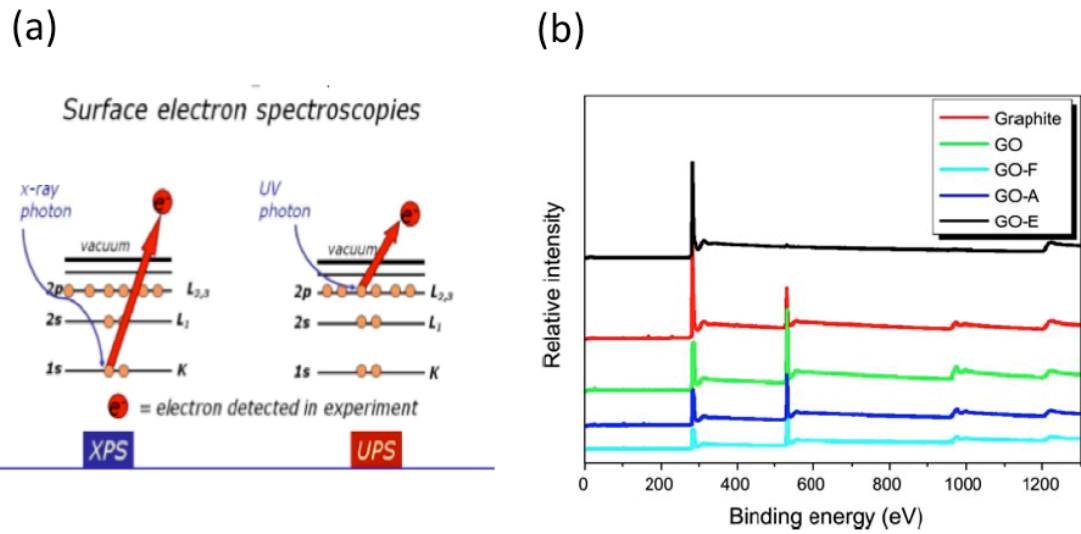 (a)
Surface electron spectroscopies
x-ray
photon
e-
vacuum
2p
L2,3
2s
L1
1s
K
UV
photon
e-
vacuum
2p
L2,3
2s
L1
1s
K
e- = electron detected in experiment
XPS
UPS
(b)
Graphite
GO
GO-F
GO-A
GO-E
Relative intensity
0 200 400 600 800 1000 1200
Binding energy (eV)